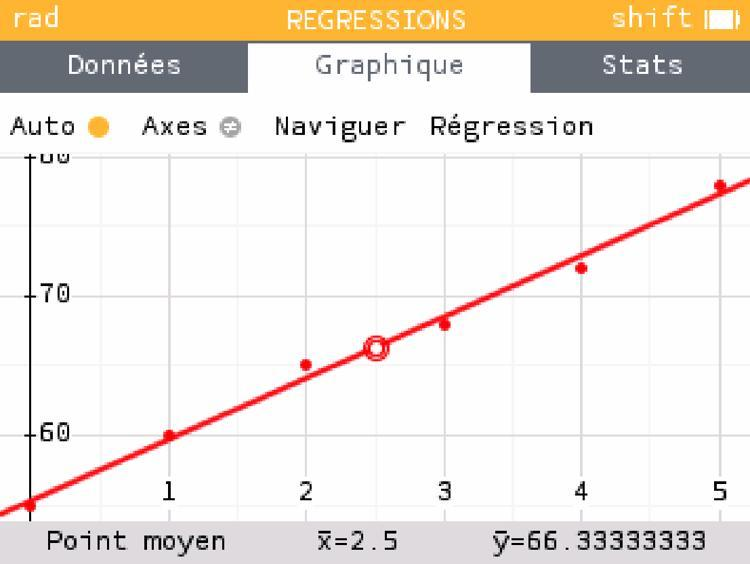 rad REGRESSIONS shift
Données Graphique Stats
Auto Axes Naviguer Régression
80
70
60
1 2 3 4 5
Point moyen x̅=2.5 y̅=66.33333333